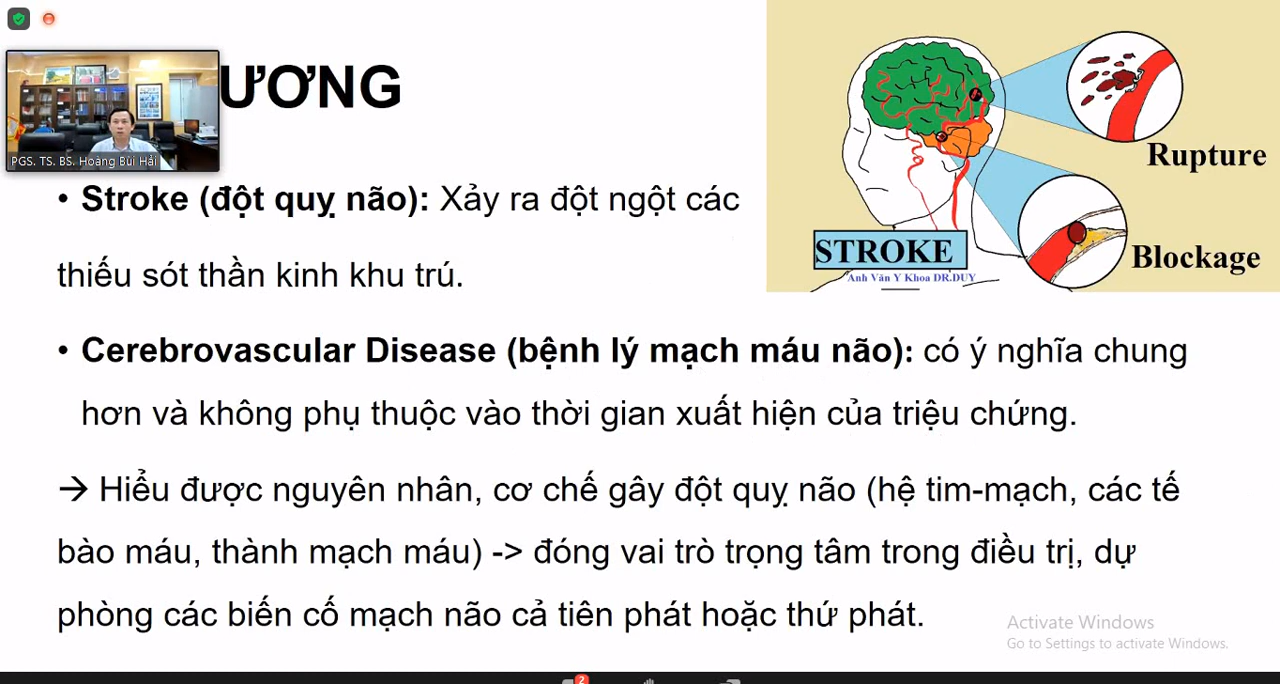 ƯƠNG
PGS. TS. BS. Hoàng Bùi Hải
• Stroke (đột quỵ não): Xảy ra đột ngột các
thiếu sót thần kinh khu trú.
Rupture
Blockage
STROKE
Anh Văn Y Khoa DR.DUY
• Cerebrovascular Disease (bệnh lý mạch máu não): có ý nghĩa chung
hơn và không phụ thuộc vào thời gian xuất hiện của triệu chứng.
→ Hiểu được nguyên nhân, cơ chế gây đột quỵ não (hệ tim-mạch, các tế
bào máu, thành mạch máu) -> đóng vai trò trọng tâm trong điều trị, dự
phòng các biến cố mạch não cả tiên phát hoặc thứ phát.
Activate Windows
Go to Settings to activate Windows.
2